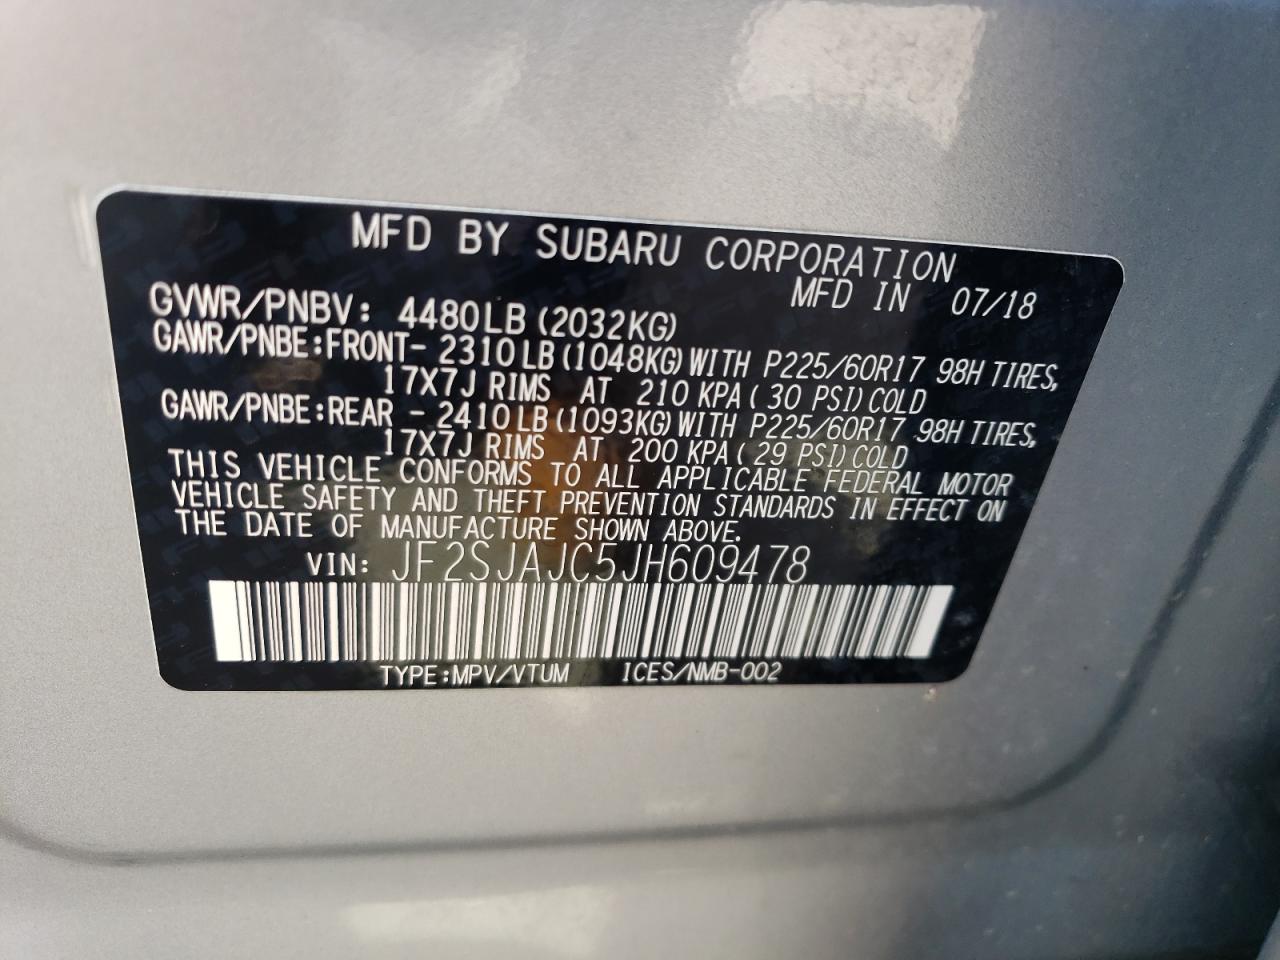 MFD BY SUBARU CORPORATION
MFD IN 07/18
GVWR/PNBV: 4480LB (2032KG)
GAWR/PNBE:FRONT- 2310LB (1048KG) WITH P225/60R17 98H TIRES,
17X7J RIMS AT 210 KPA ( 30 PSI) COLD
GAWR/PNBE:REAR - 2410LB (1093KG) WITH P225/60R17 98H TIRES,
17X7J RIMS AT 200 KPA ( 29 PSI) COLD
THIS VEHICLE CONFORMS TO ALL APPLICABLE FEDERAL MOTOR
VEHICLE SAFETY AND THEFT PREVENTION STANDARDS IN EFFECT ON
THE DATE OF MANUFACTURE SHOWN ABOVE.
VIN: JF2SJAJC5JH609478
TYPE:MPV/VTUM ICES/NMB-002